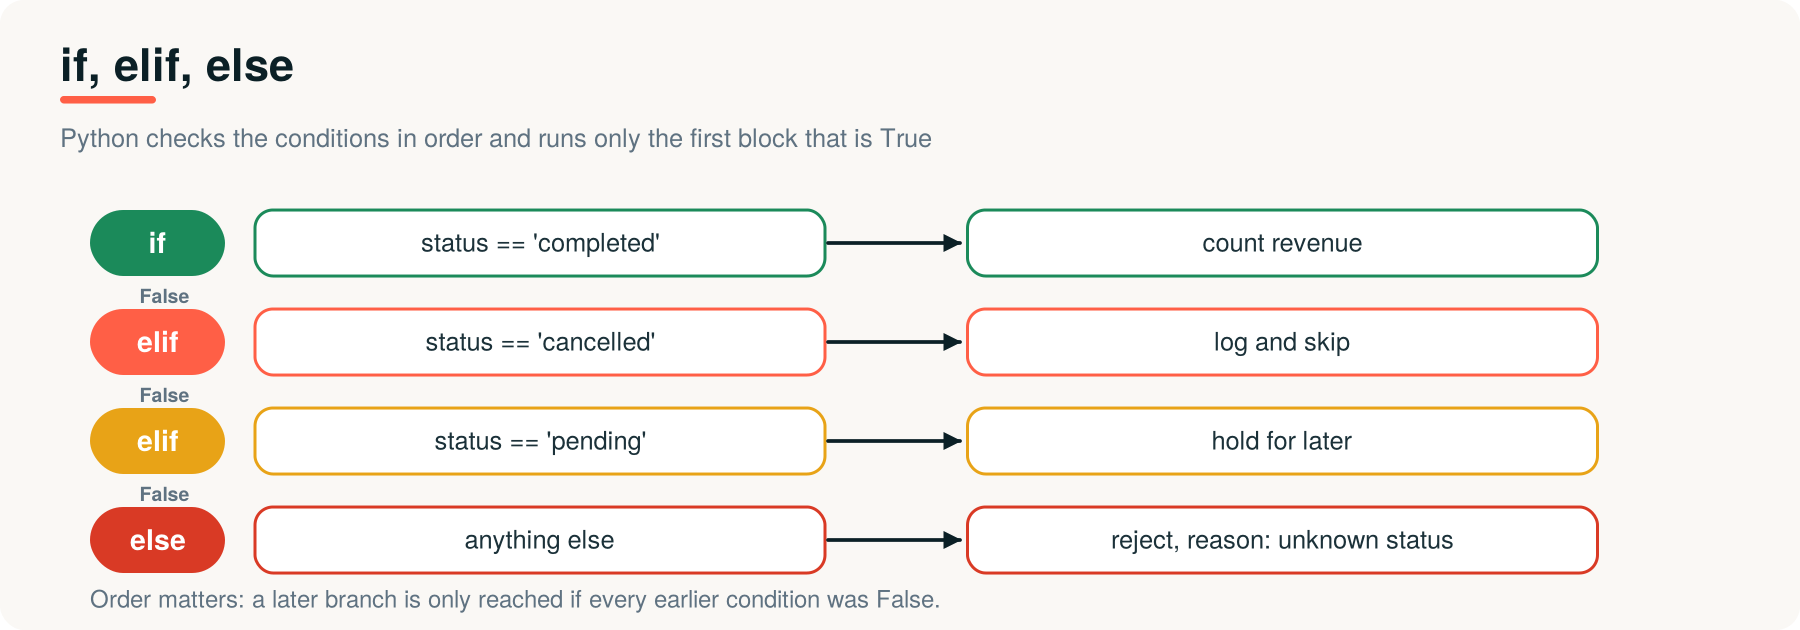 if, elif, else
Python checks the conditions in order and runs only the first block that is True
if
status == 'completed'
count revenue
False
elif
status == 'cancelled'
log and skip
False
elif
status == 'pending'
hold for later
False
else
anything else
reject, reason: unknown status
Order matters: a later branch is only reached if every earlier condition was False.